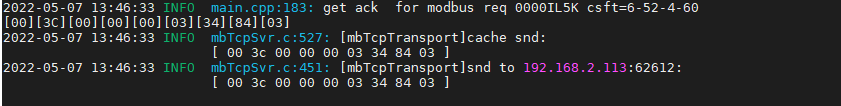 2022-05-07 13:46:33 INFO  main.cpp:183: get ack  for modbus req 0000IL5K csft=6-52-4-60
[00][3C][00][00][00][03][34][84][03]
2022-05-07 13:46:33 INFO  mbTcpSvr.c:527: [mbTcpTransport]cache snd:
[ 00 3c 00 00 00 03 34 84 03 ]
2022-05-07 13:46:33 INFO  mbTcpSvr.c:451: [mbTcpTransport]snd to 192.168.2.113:62612:
[ 00 3c 00 00 00 03 34 84 03 ]